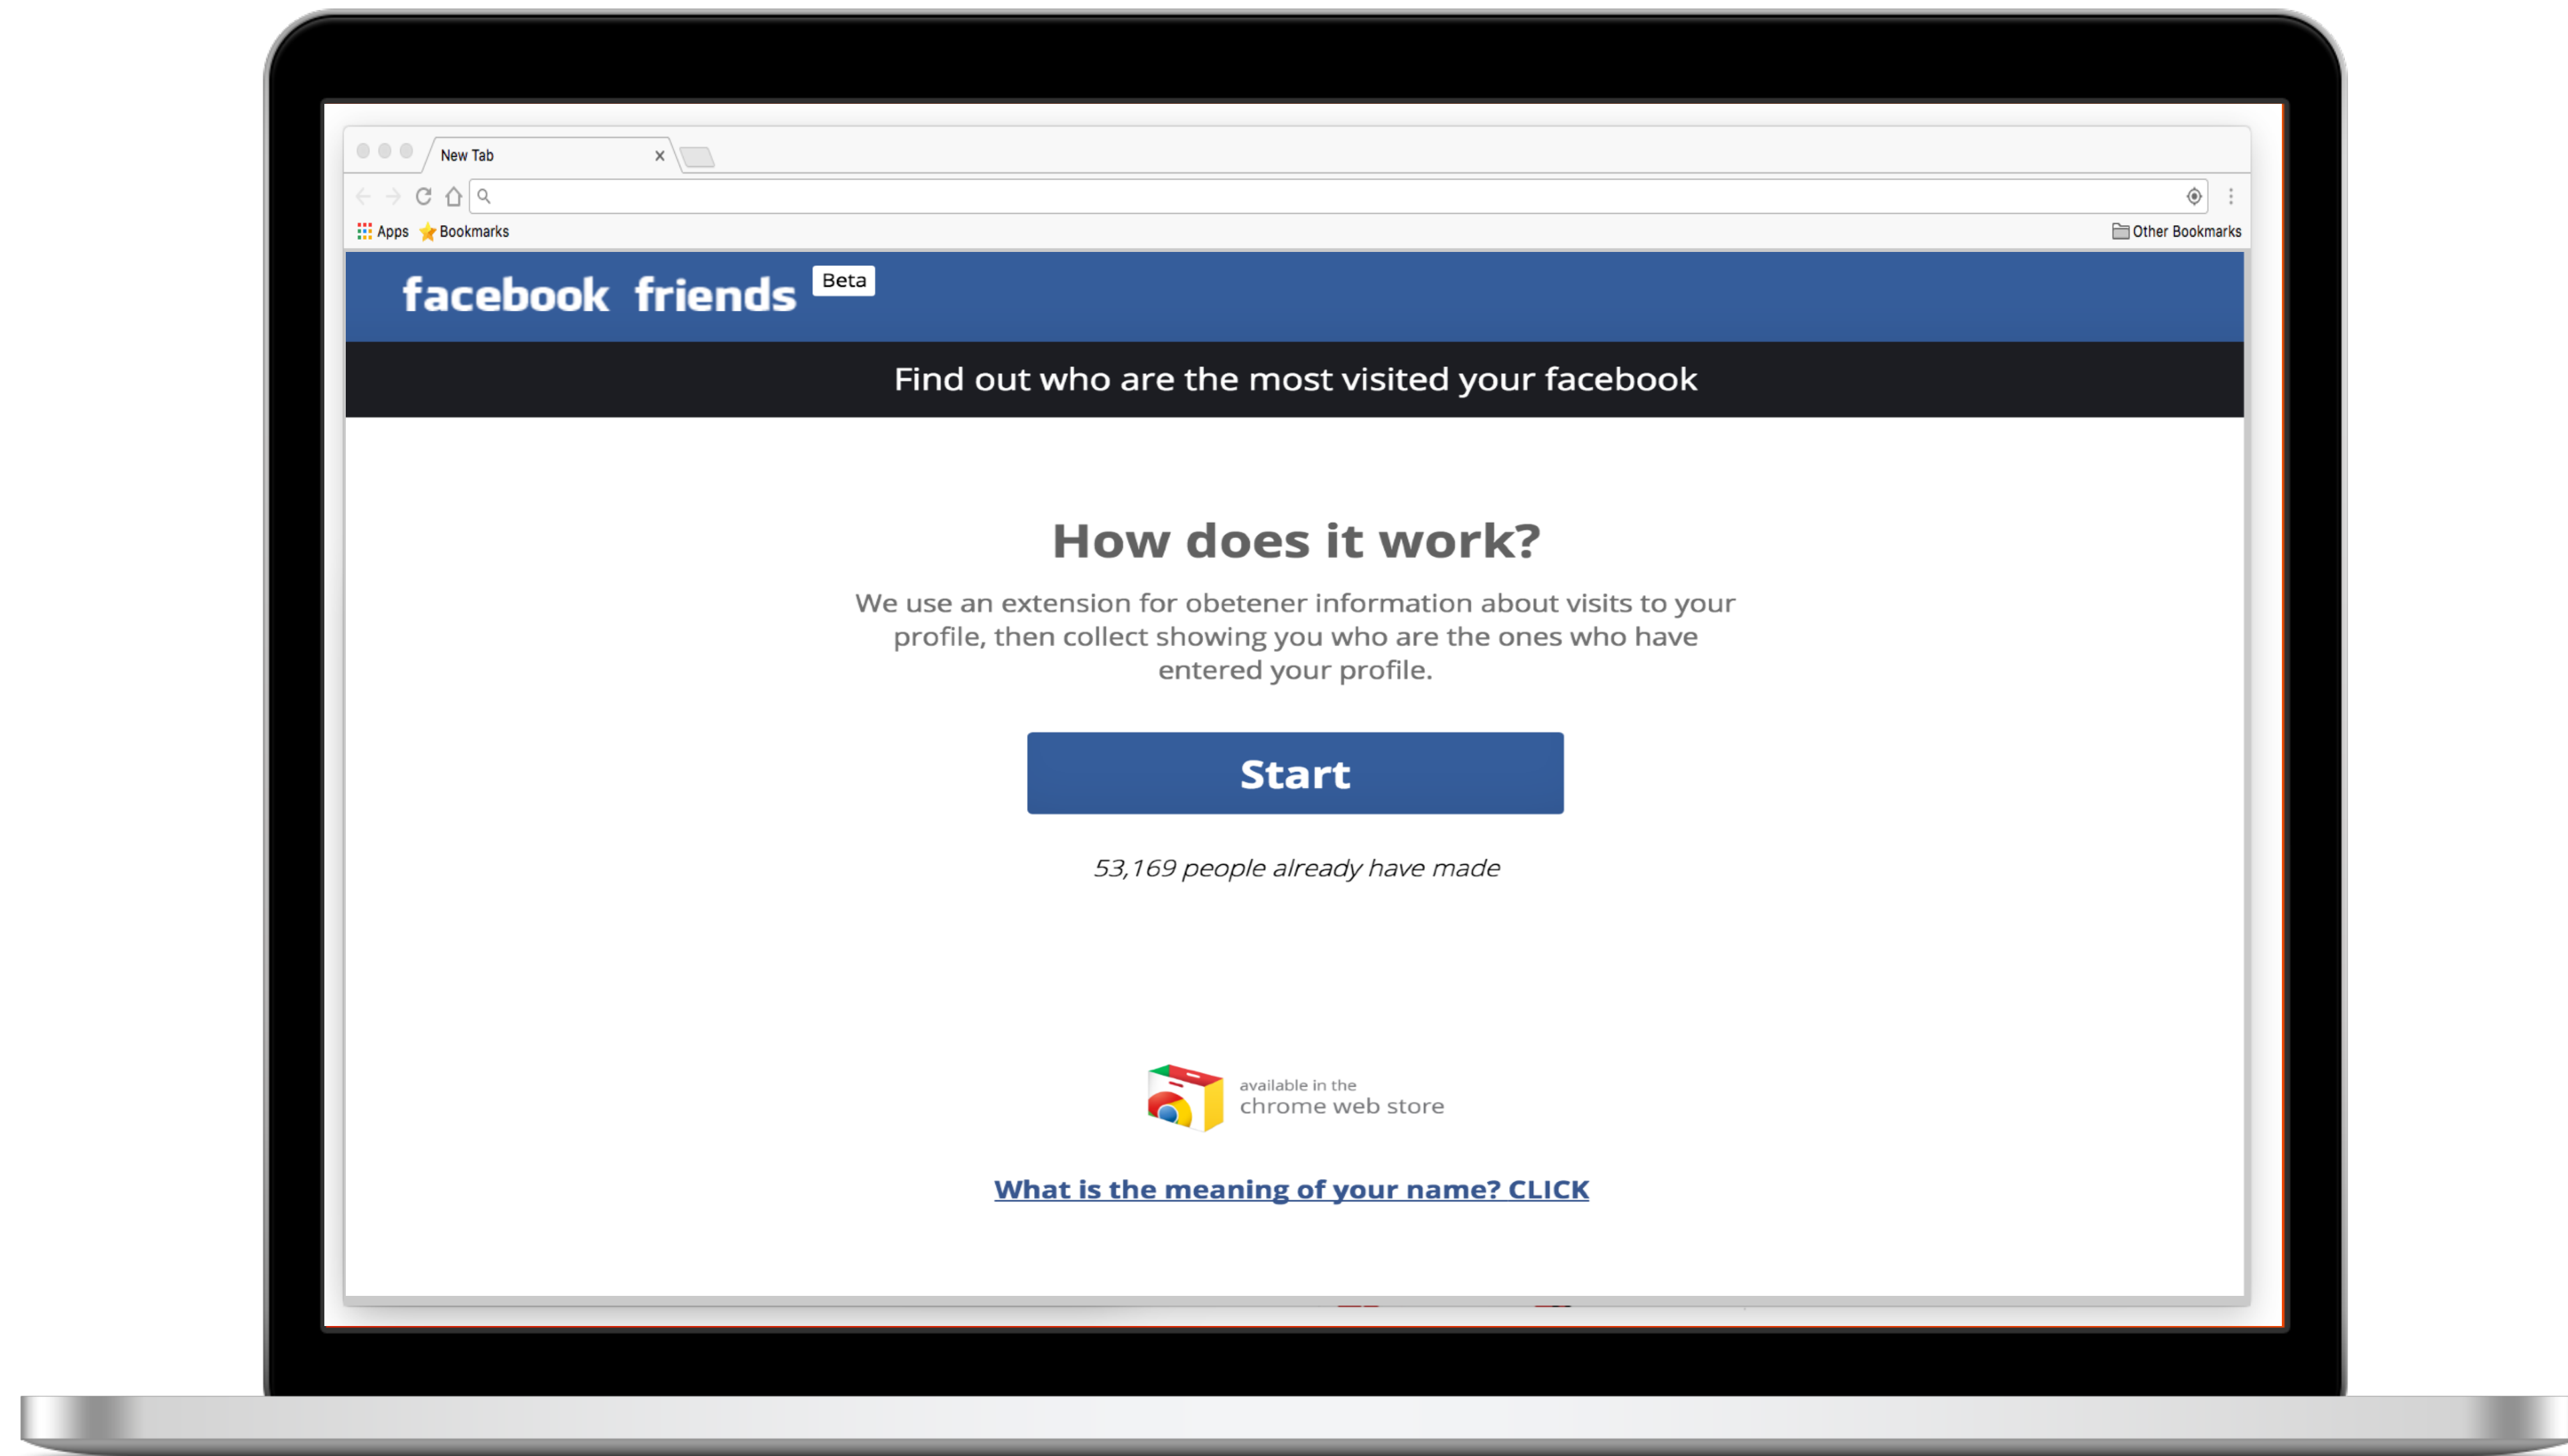 New Tab
Apps Bookmarks Other Bookmarks
facebook friends Beta
Find out who are the most visited your facebook
How does it work?
We use an extension for obetener information about visits to your
profile, then collect showing you who are the ones who have
entered your profile.
Start
53,169 people already have made
available in the
chrome web store
What is the meaning of your name? CLICK